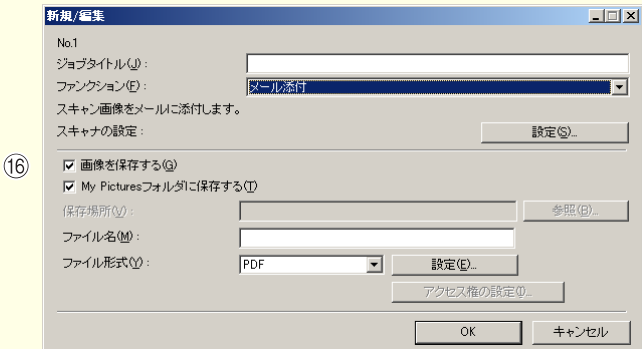 新規/編集
No.1
ジョブタイトル(J):
ファンクション(F): メール添付
スキャン画像をメールに添付します。
スキャナの設定: 設定(S)...
⑯
画像を保存する(G)
My Picturesフォルダに保存する(T)
保存場所(V): 参照(B)...
ファイル名(M):
ファイル形式(Y): PDF 設定(E)...
アクセス権の設定(I)...
OK キャンセル